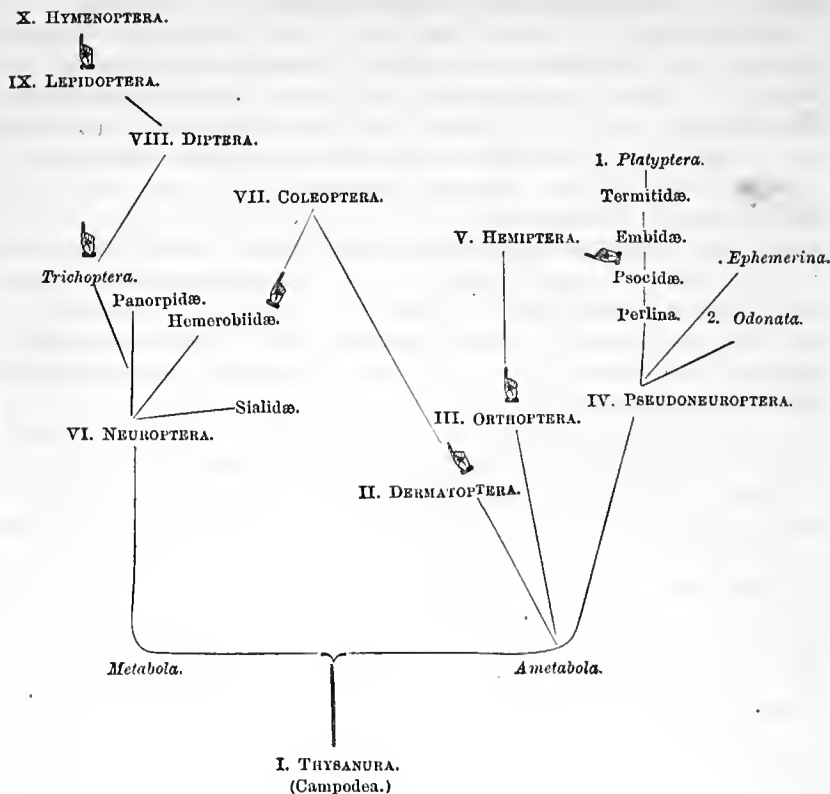 X. HYMENOPTERA.
IX. LEPIDOPTERA.
VIII. DIPTERA.
1. Platyptera.
Termitidæ.
VII. COLEOPTERA.
V. HEMIPTERA.
Embidæ.
Ephemerina.
Trichoptera.
Psocidæ.
Panorpidæ.
Hemerobiidæ.
Perlina.
2. Odonata.
Sialidæ.
IV. PSEUDONEUROPTERA.
VI. NEUROPTERA.
III. ORTHOPTERA.
II. DERMATOPTERA.
Metabola.
Ametabola.
I. THYSANURA.
(Campodea.)